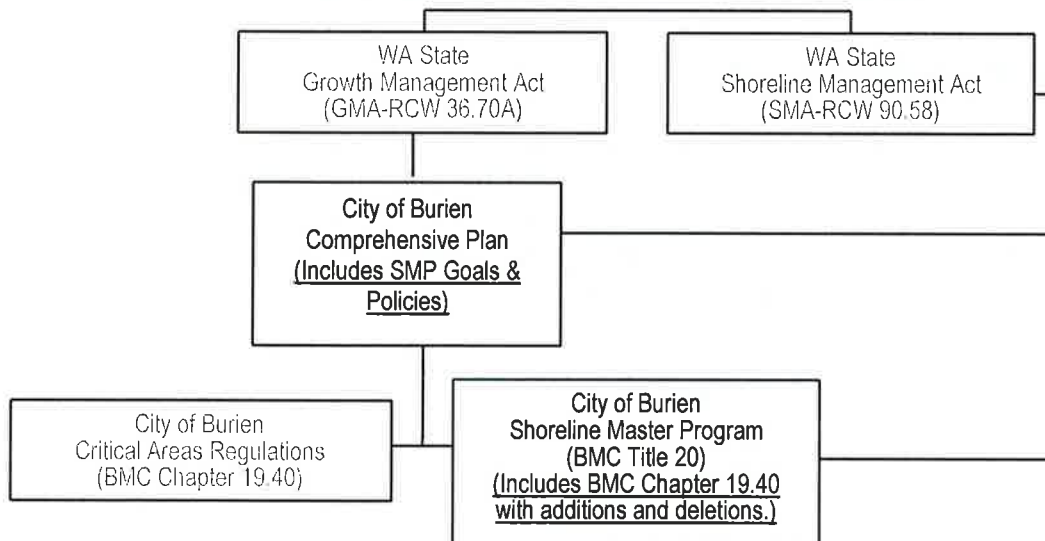 WA State
Growth Management Act
(GMA-RCW 36.70A)
WA State
Shoreline Management Act
(SMA-RCW 90.58)
City of Burien
Comprehensive Plan
(Includes SMP Goals &
Policies)
City of Burien
Critical Areas Regulations
(BMC Chapter 19.40)
City of Burien
Shoreline Master Program
(BMC Title 20)
(Includes BMC Chapter 19.40
with additions and deletions.)